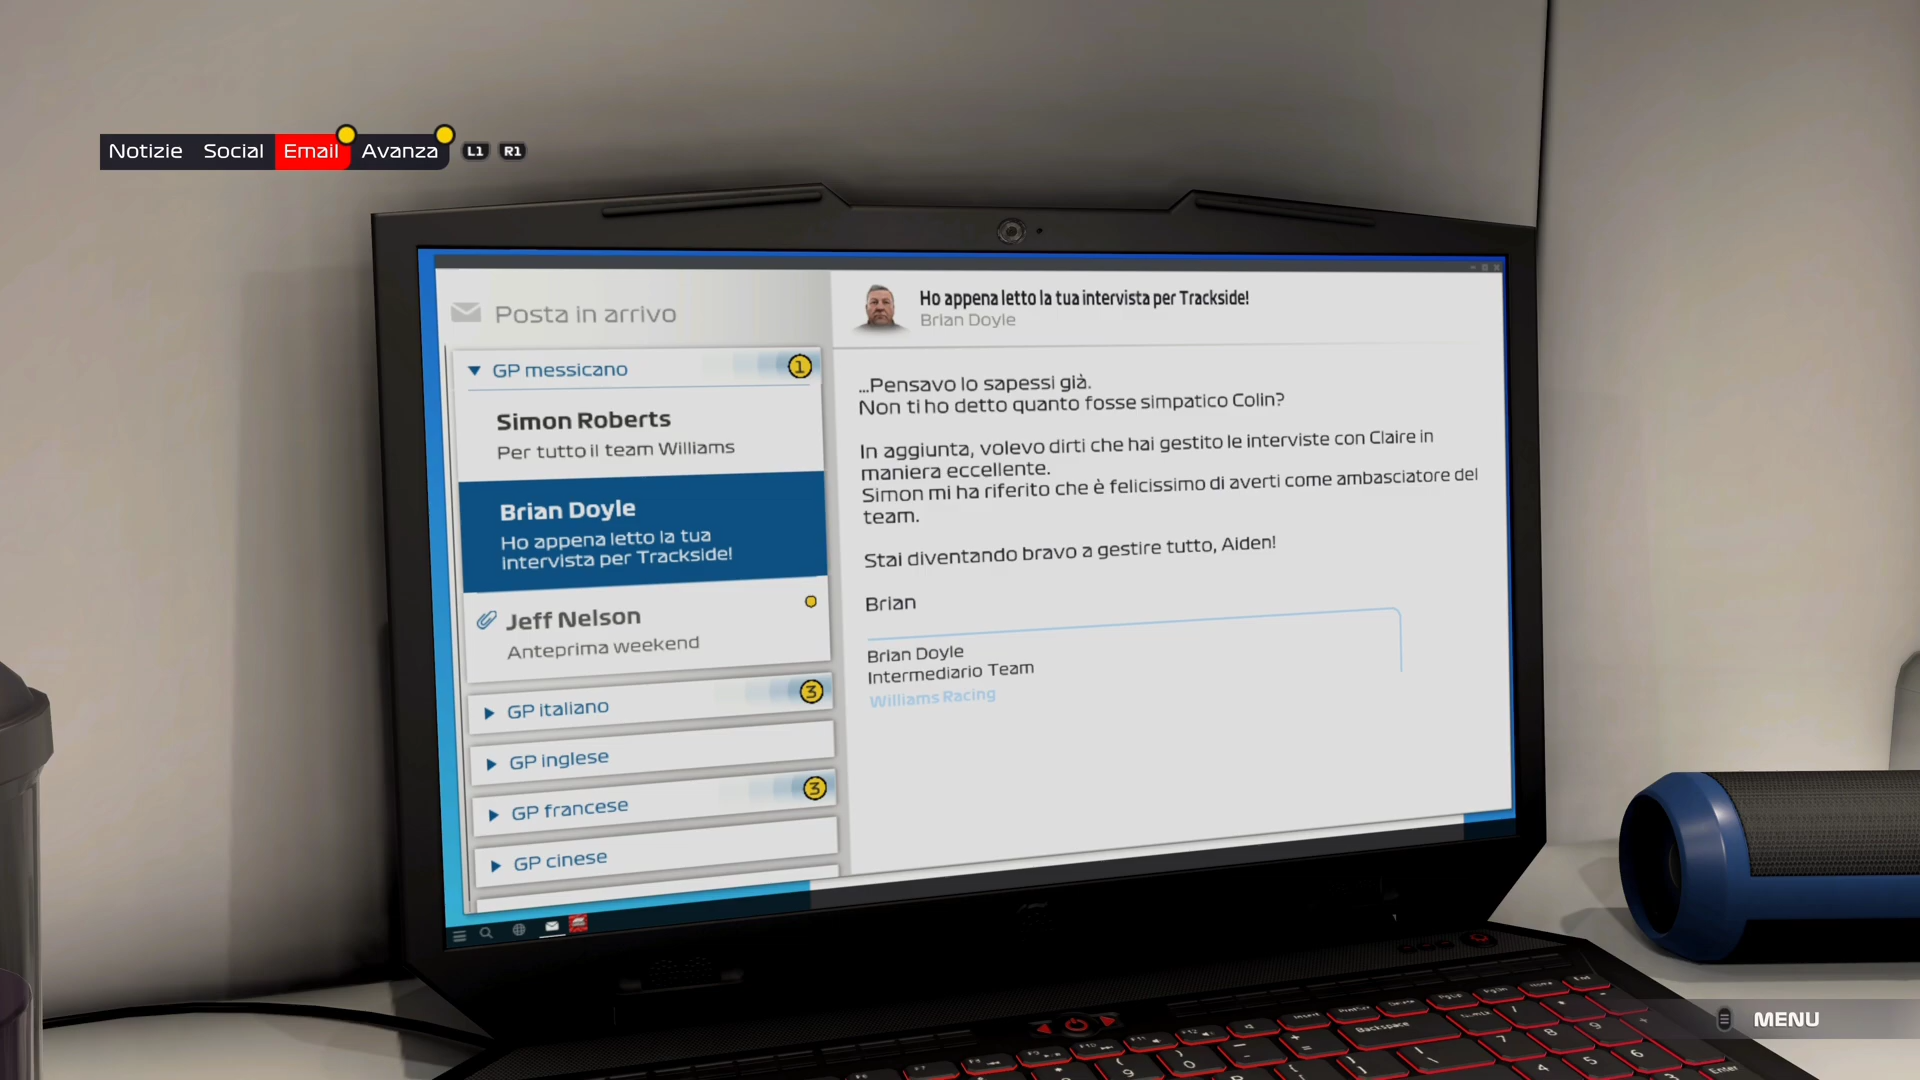 Notizie Social Email Avanza L1 R1
Posta in arrivo
GP messicano 1
Simon Roberts
Per tutto il team Williams
Brian Doyle
Ho appena letto la tua
intervista per Trackside!
Jeff Nelson
Anteprima weekend
GP italiano 3
GP inglese
GP francese 3
GP cinese
Ho appena letto la tua intervista per Trackside!
Brian Doyle
...Pensavo lo sapessi già.
Non ti ho detto quanto fosse simpatico Colin?
In aggiunta, volevo dirti che hai gestito le interviste con Claire in
maniera eccellente.
Simon mi ha riferito che è felicissimo di averti come ambasciatore del
team.
Stai diventando bravo a gestire tutto, Aiden!
Brian
Brian Doyle
Intermediario Team
Williams Racing
Backspace
Enter
MENU